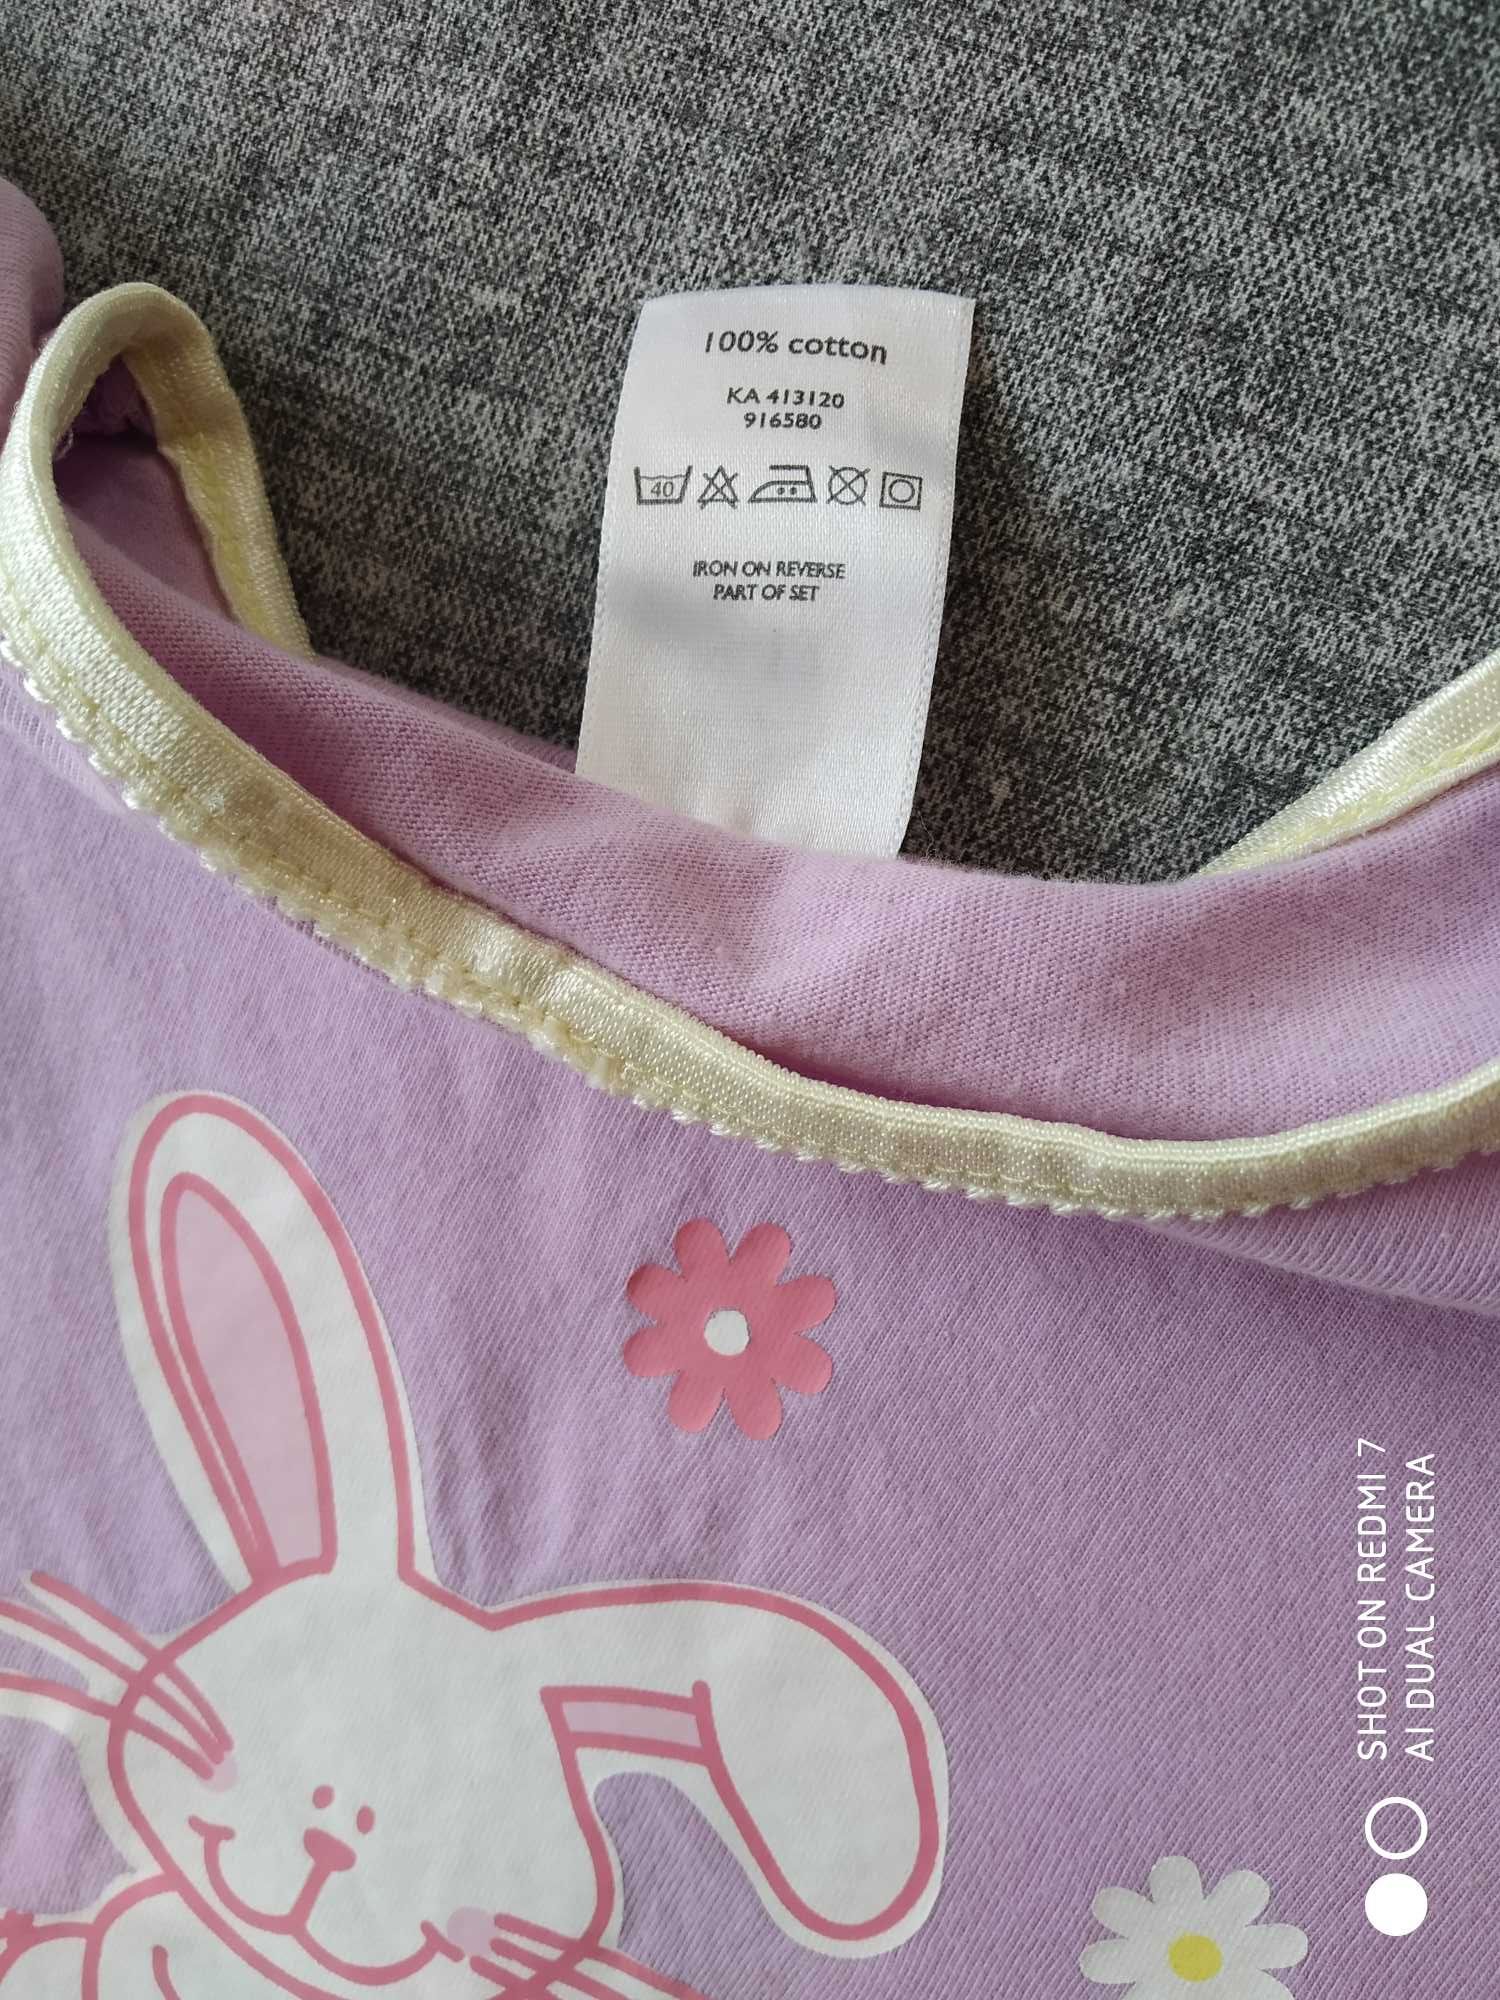 100% cotton
KA 413120
916580
40
IRON ON REVERSE
PART OF SET
SHOT ON REDMI 7
AI DUAL CAMERA